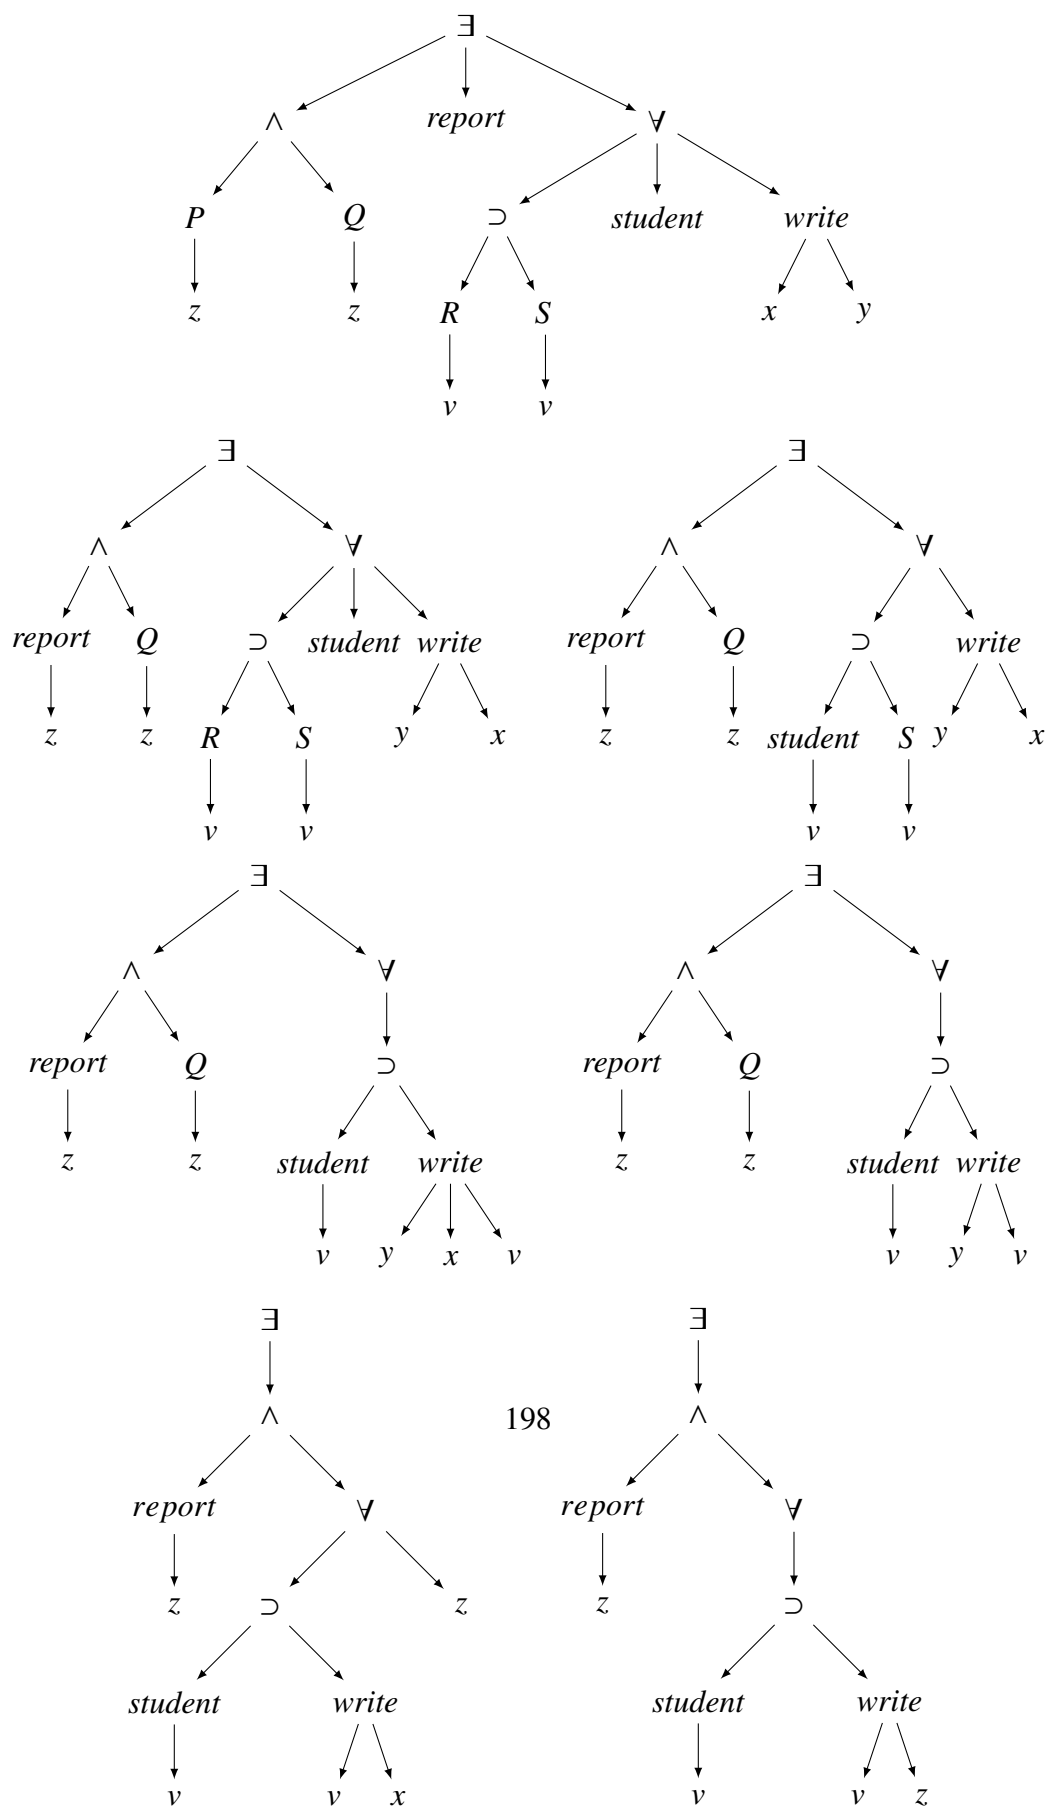 ∃
∧ report ∀
P Q ⊃ student write
z z R S x y
v v
∃ ∃
∧ ∀ ∧ ∀
report Q ⊃ student write report Q ⊃ write
z z R S y x z z student S y x
v v v v
∃ ∃
∧ ∀ ∧ ∀
report Q ⊃ report Q ⊃
z z student write z z student write
v y x v v y v
∃ ∃
∧ 198 ∧
report ∀ report ∀
z ⊃ z z ⊃
student write student write
v v x v v z